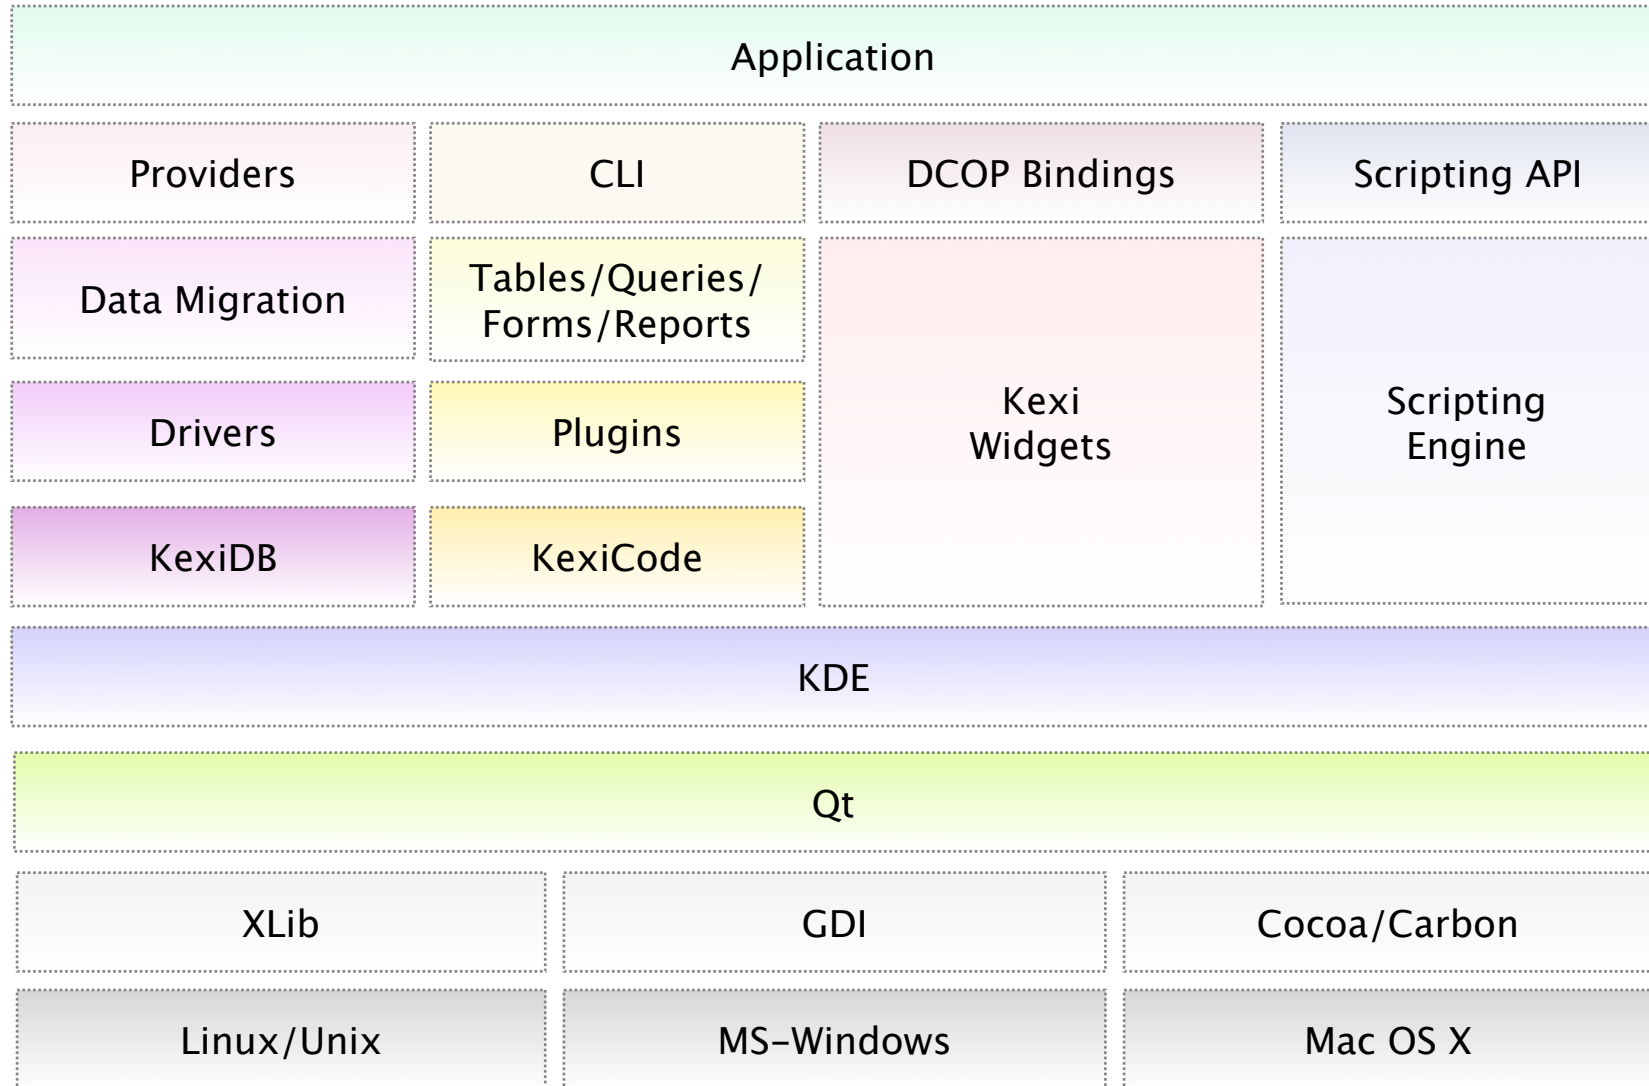 Application
Providers
CLI
DCOP Bindings
Scripting API
Data Migration
Tables/Queries/
Forms/Reports
Kexi
Widgets
Scripting
Engine
Drivers
Plugins
KexiDB
KexiCode
KDE
Qt
XLib
GDI
Cocoa/Carbon
Linux/Unix
MS–Windows
Mac OS X